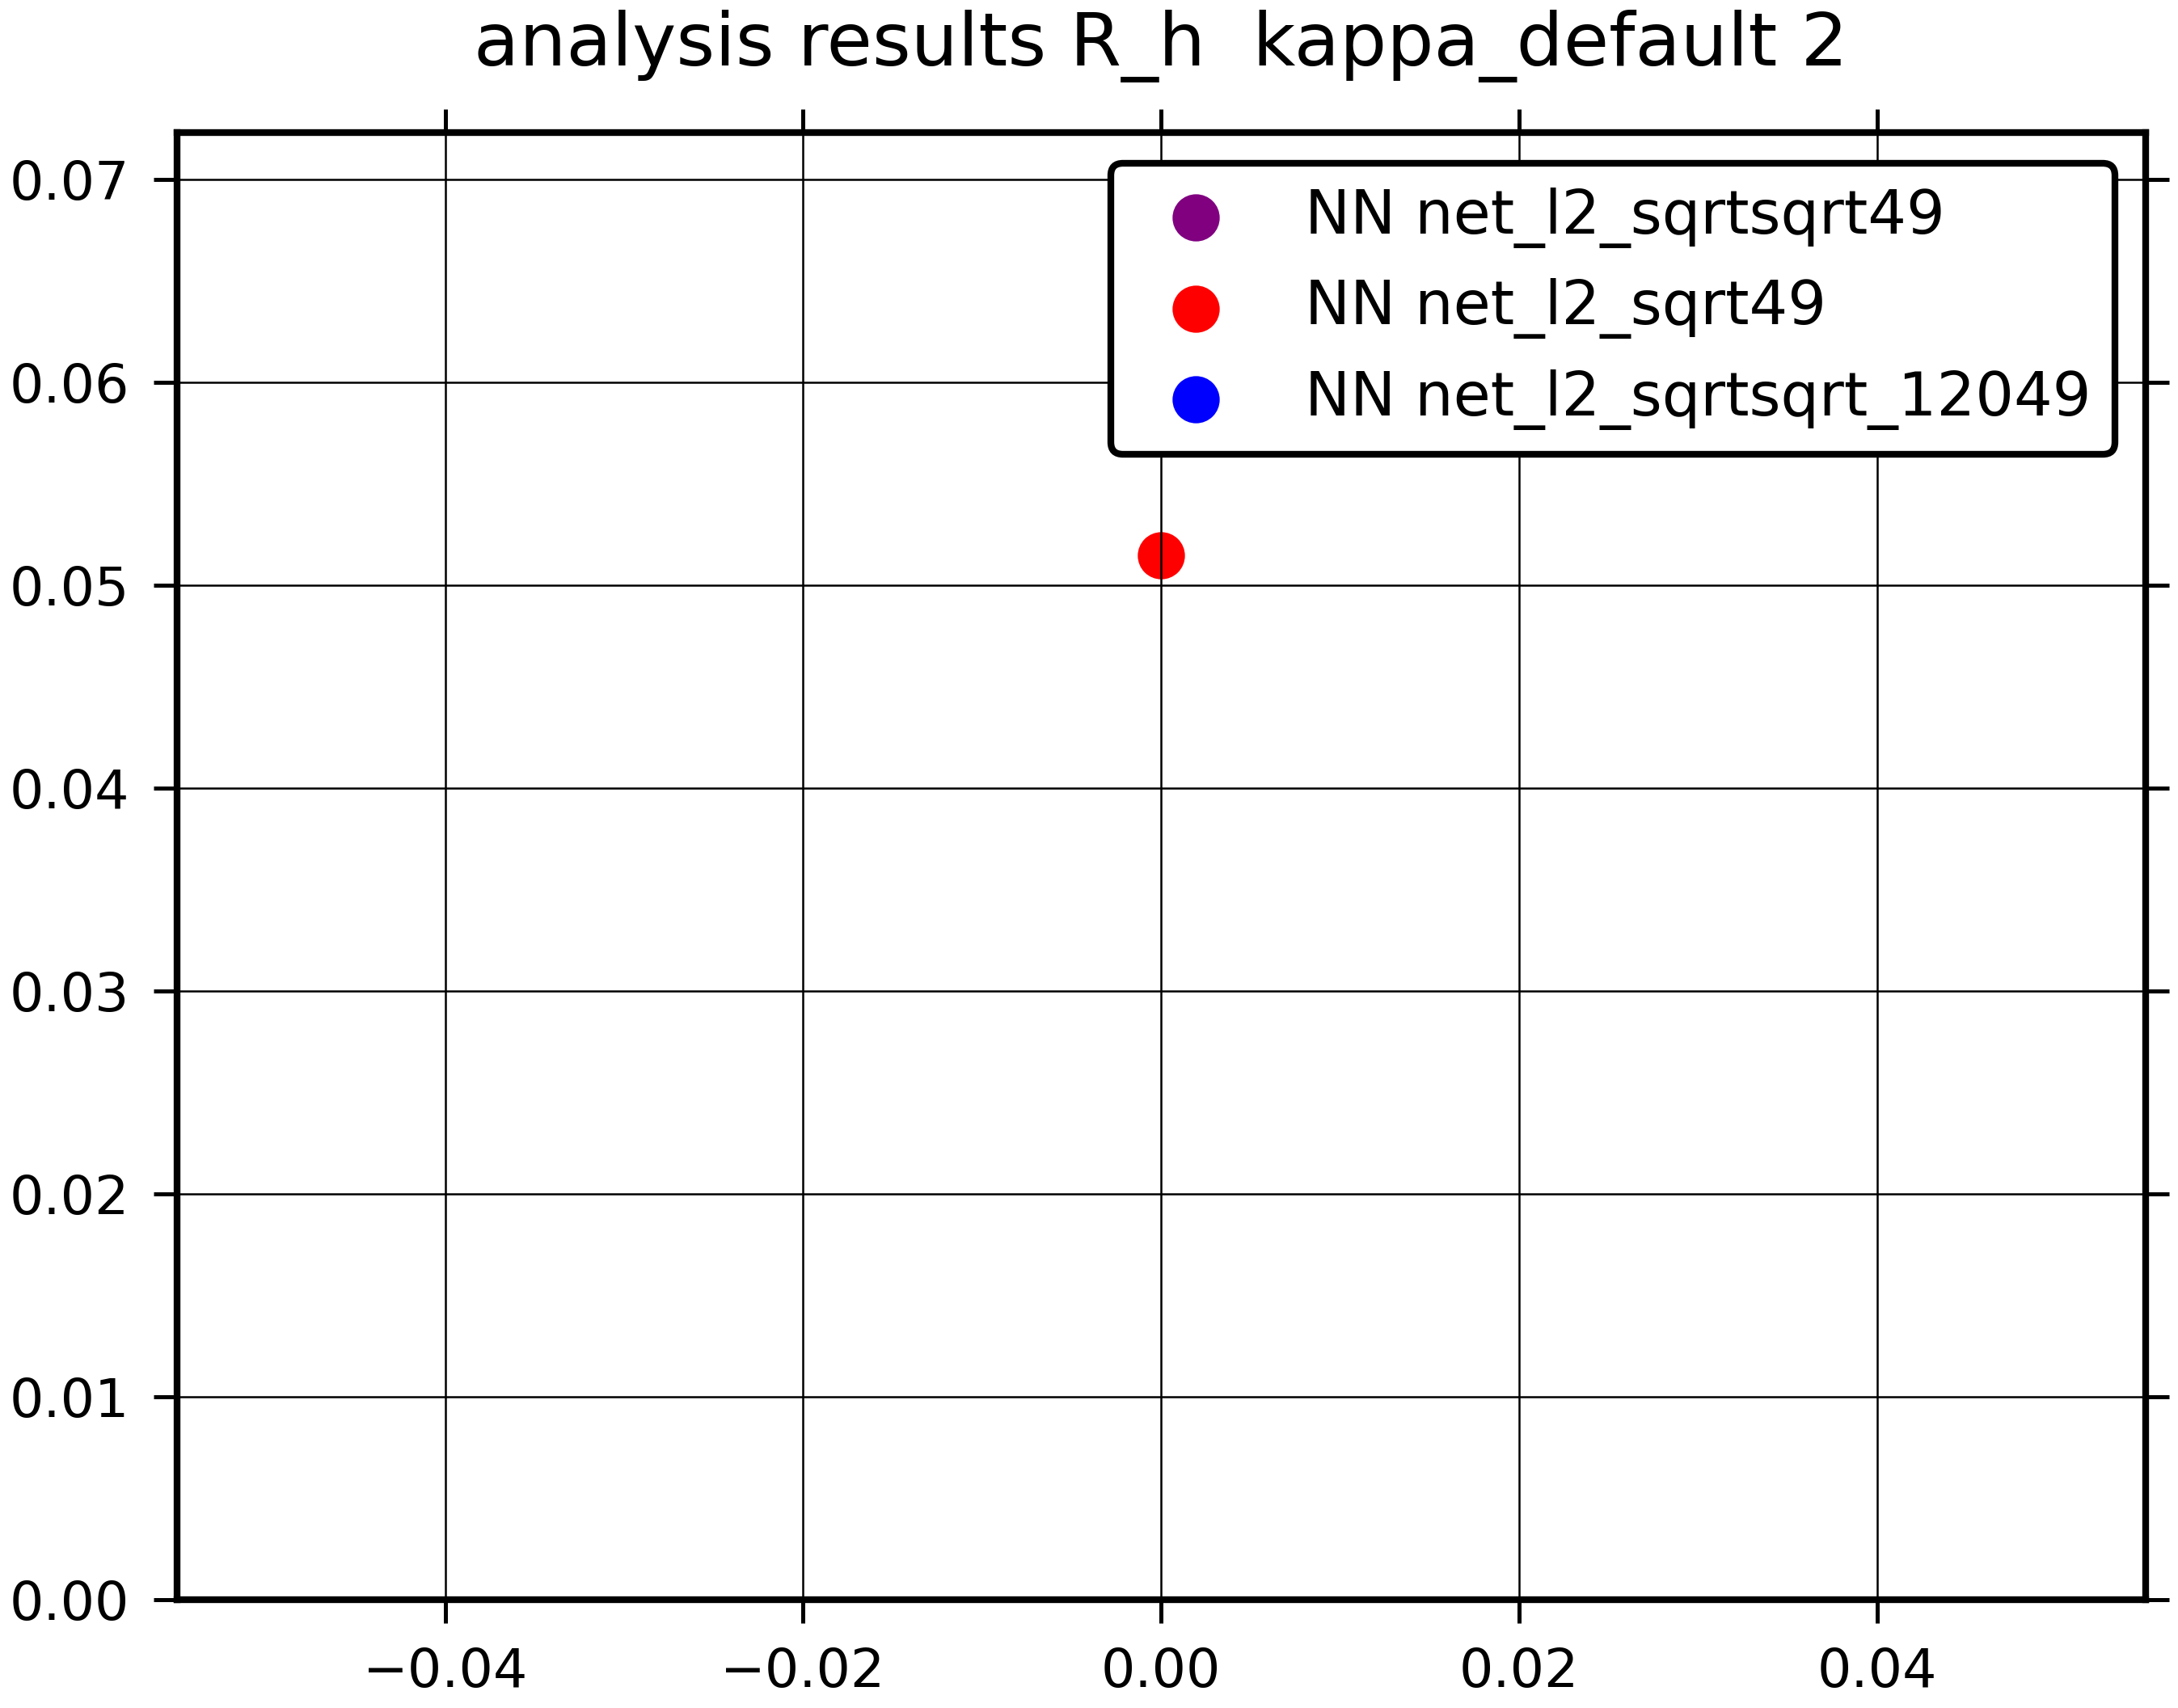 analysis results R_h  kappa_default 2
NN net_l2_sqrtsqrt49
NN net_l2_sqrt49
NN net_l2_sqrtsqrt_12049
0.07
0.06
0.05
0.04
0.03
0.02
0.01
0.00
−0.04 −0.02 0.00 0.02 0.04